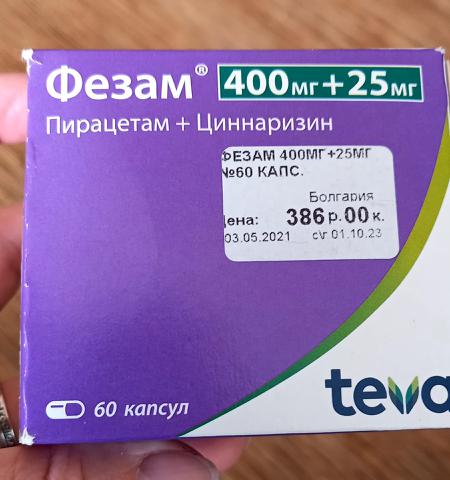 Фезам® 400мг+25мг
Пирацетам + Циннаризин
ФЕЗАМ 400МГ+25МГ
№60 КАПС.
Болгария
Цена: 386 р. 00 к.
03.05.2021 с\г 01.10.23
teva
60 капсул